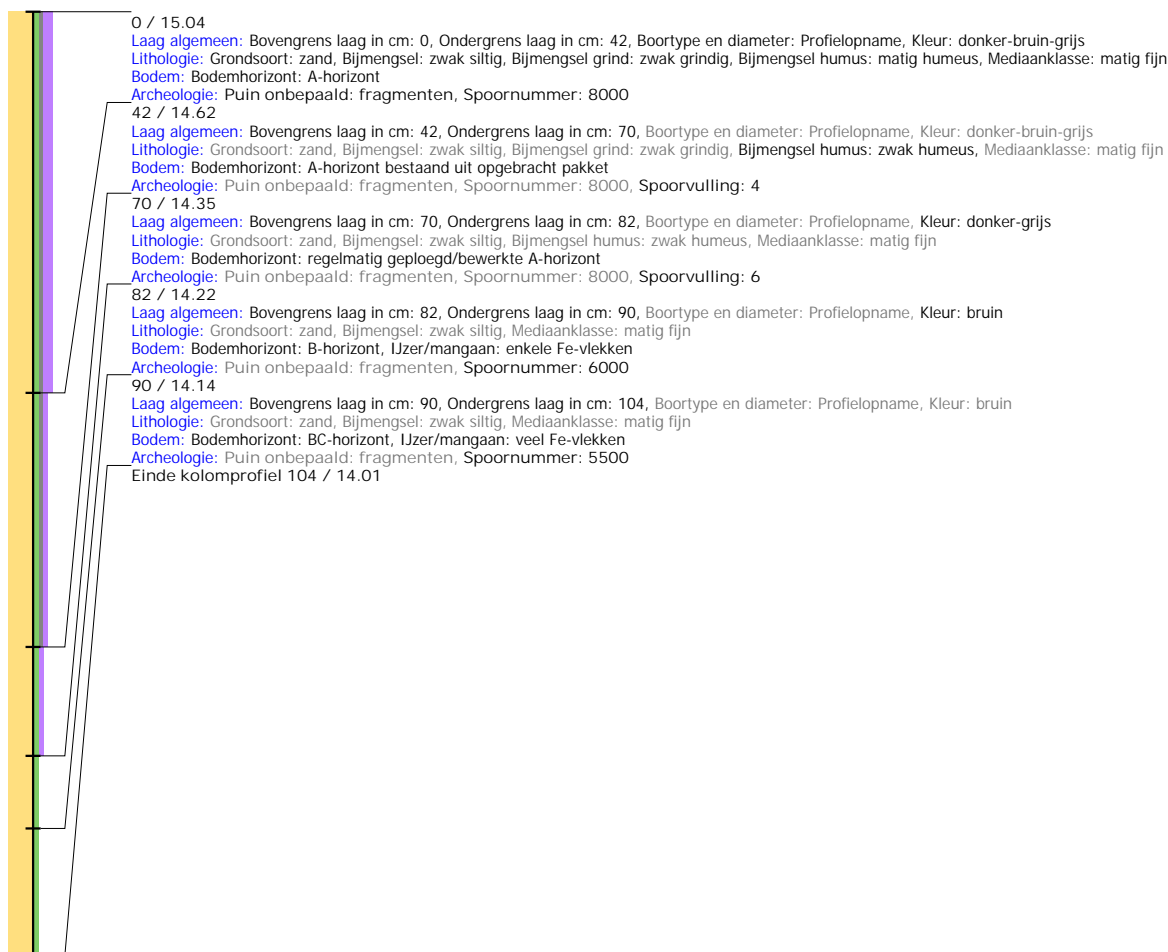 0 / 15.04
Laag algemeen: Bovengrens laag in cm: 0, Ondergrens laag in cm: 42, Boortype en diameter: Profielopname, Kleur: donker-bruin-grijs
Lithologie: Grondsoort: zand, Bijmengsel: zwak siltig, Bijmengsel grind: zwak grindig, Bijmengsel humus: matig humeus, Mediaanklasse: matig fijn
Bodem: Bodemhorizont: A-horizont
Archeologie: Puin onbepaald: fragmenten, Spoornummer: 8000
42 / 14.62
Laag algemeen: Bovengrens laag in cm: 42, Ondergrens laag in cm: 70, Boortype en diameter: Profielopname, Kleur: donker-bruin-grijs
Lithologie: Grondsoort: zand, Bijmengsel: zwak siltig, Bijmengsel grind: zwak grindig, Bijmengsel humus: zwak humeus, Mediaanklasse: matig fijn
Bodem: Bodemhorizont: A-horizont bestaand uit opgebracht pakket
Archeologie: Puin onbepaald: fragmenten, Spoornummer: 8000, Spoorvulling: 4
70 / 14.35
Laag algemeen: Bovengrens laag in cm: 70, Ondergrens laag in cm: 82, Boortype en diameter: Profielopname, Kleur: donker-grijs
Lithologie: Grondsoort: zand, Bijmengsel: zwak siltig, Bijmengsel humus: zwak humeus, Mediaanklasse: matig fijn
Bodem: Bodemhorizont: regelmatig geploegd/bewerkte A-horizont
Archeologie: Puin onbepaald: fragmenten, Spoornummer: 8000, Spoorvulling: 6
82 / 14.22
Laag algemeen: Bovengrens laag in cm: 82, Ondergrens laag in cm: 90, Boortype en diameter: Profielopname, Kleur: bruin
Lithologie: Grondsoort: zand, Bijmengsel: zwak siltig, Mediaanklasse: matig fijn
Bodem: Bodemhorizont: B-horizont, IJzer/mangaan: enkele Fe-vlekken
Archeologie: Puin onbepaald: fragmenten, Spoornummer: 6000
90 / 14.14
Laag algemeen: Bovengrens laag in cm: 90, Ondergrens laag in cm: 104, Boortype en diameter: Profielopname, Kleur: bruin
Lithologie: Grondsoort: zand, Bijmengsel: zwak siltig, Mediaanklasse: matig fijn
Bodem: Bodemhorizont: BC-horizont, IJzer/mangaan: veel Fe-vlekken
Archeologie: Puin onbepaald: fragmenten, Spoornummer: 5500
Einde kolomprofiel 104 / 14.01